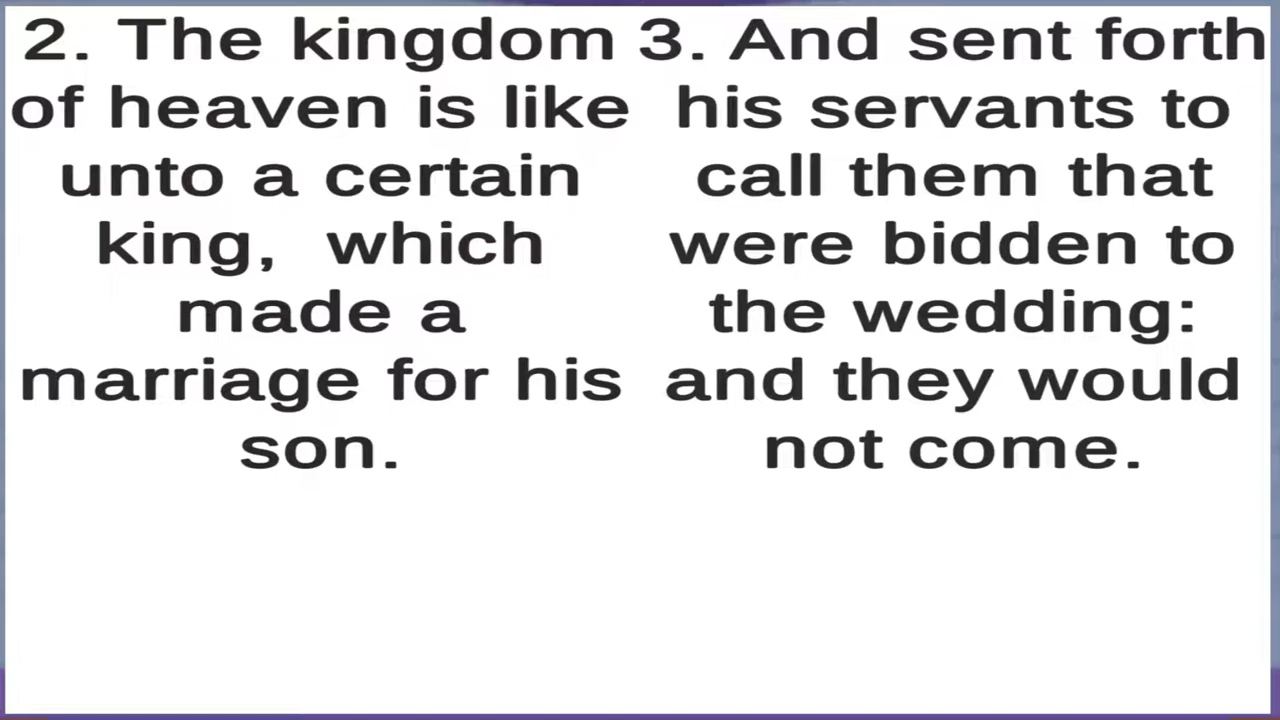 2. The kingdom
of heaven is like
unto a certain
king, which
made a
marriage for his
son.
3. And sent forth
his servants to
call them that
were bidden to
the wedding:
and they would
not come.